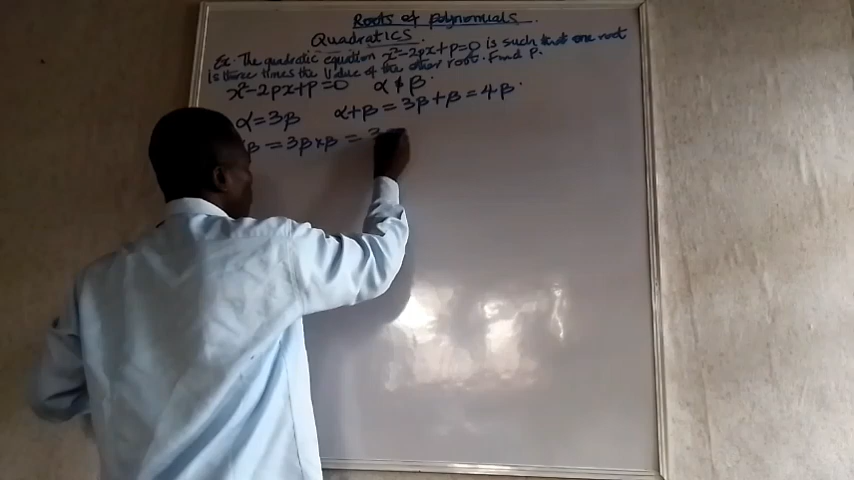 Roots of polynomials.
Quadratics.
Ex. The quadratic equation x²-2px+p=0 is such that one root
is three times the value of the other root. Find p.
x²-2px+p=0 α & β.
α=3β α+β = 3β+β = 4β.
β = 3β×β = 3